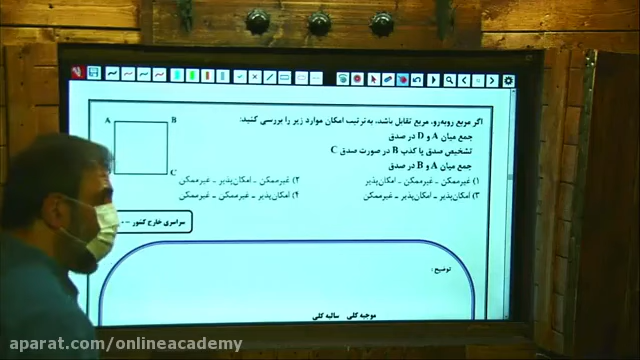 اگر مربع روبه‌رو، مربع تقابل باشد، به‌ترتیب امکان موارد زیر را بررسی کنید:
A B
C
جمع میان A و D در صدق
تشخیص صدق یا کذب B در صورت صدق C
جمع میان A و B در صدق
۱) غیرممکن ـ غیرممکن ـ امکان‌پذیر
۲) غیرممکن ـ امکان‌پذیر ـ غیرممکن
۳) امکان‌پذیر ـ امکان‌پذیر ـ غیرممکن
۴) امکان‌پذیر ـ غیرممکن ـ غیرممکن
سراسری خارج کشور
توضیح:
موجبه کلی سالبه کلی
aparat.com/onlineacademy